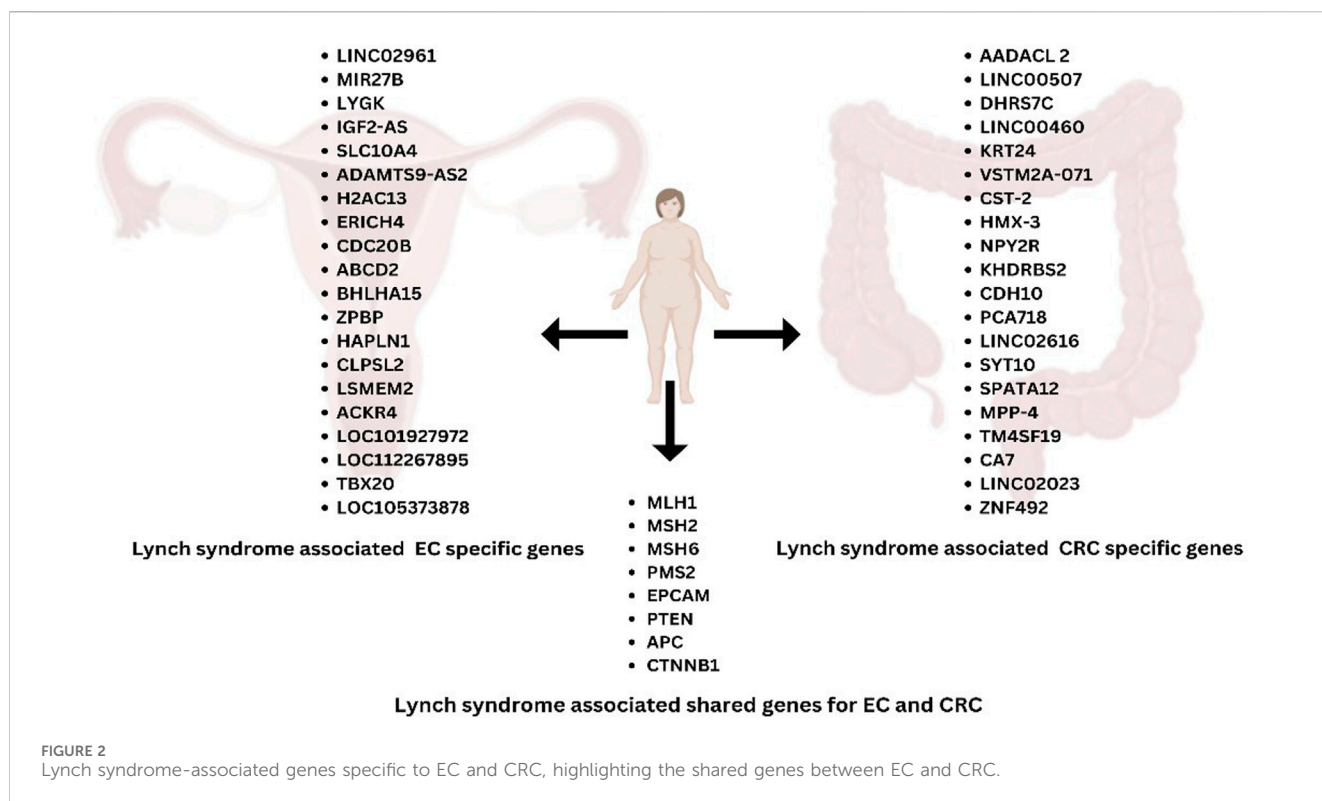 • LINC02961
• MIR27B
• LYGK
• IGF2-AS
• SLC10A4
• ADAMTS9-AS2
• H2AC13
• ERICH4
• CDC20B
• ABCD2
• BHLHA15
• ZPBP
• HAPLN1
• CLPSL2
• LSMEM2
• ACKR4
• LOC101927972
• LOC112267895
• TBX20
• LOC105373878
Lynch syndrome associated EC specific genes
• AADACL 2
• LINC00507
• DHRS7C
• LINC00460
• KRT24
• VSTM2A-071
• CST-2
• HMX-3
• NPY2R
• KHDRBS2
• CDH10
• PCA718
• LINC02616
• SYT10
• SPATA12
• MPP-4
• TM4SF19
• CA7
• LINC02023
• ZNF492
Lynch syndrome associated CRC specific genes
• MLH1
• MSH2
• MSH6
• PMS2
• EPCAM
• PTEN
• APC
• CTNNB1
Lynch syndrome associated shared genes for EC and CRC
FIGURE 2
Lynch syndrome-associated genes specific to EC and CRC, highlighting the shared genes between EC and CRC.